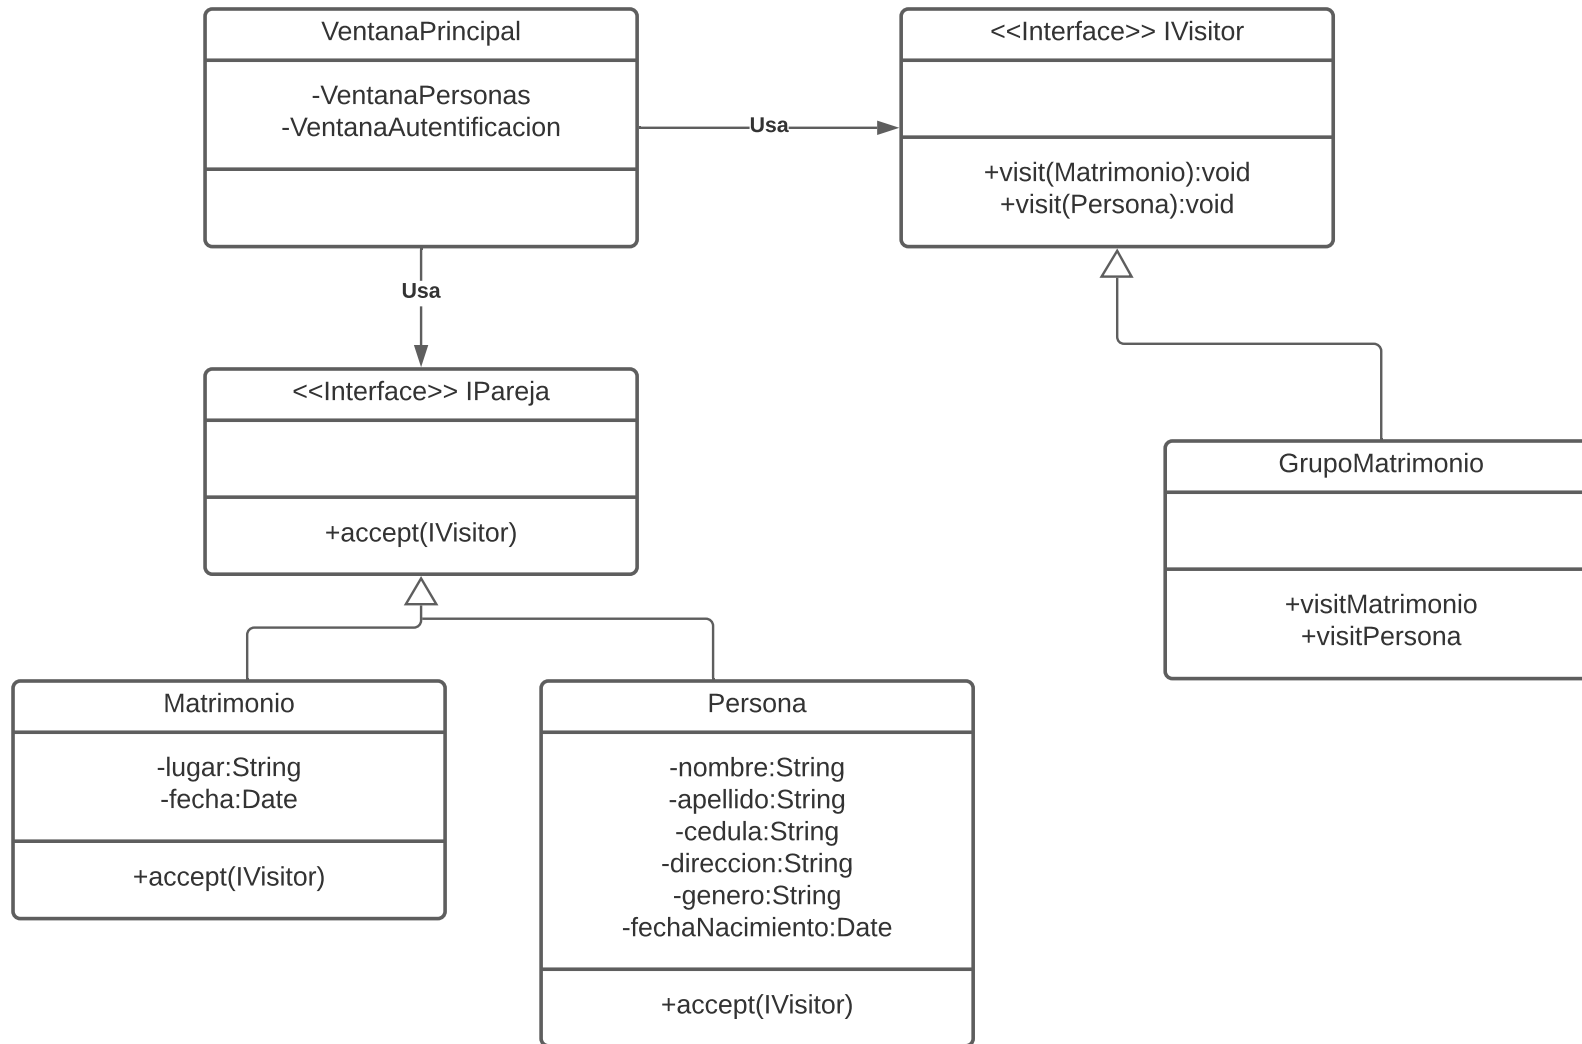 VentanaPrincipal
-VentanaPersonas
-VentanaAutentificacion
Usa
<<Interface>> IVisitor
+visit(Matrimonio):void
+visit(Persona):void
Usa
<<Interface>> IPareja
+accept(IVisitor)
GrupoMatrimonio
+visitMatrimonio
+visitPersona
Matrimonio
-lugar:String
-fecha:Date
+accept(IVisitor)
Persona
-nombre:String
-apellido:String
-cedula:String
-direccion:String
-genero:String
-fechaNacimiento:Date
+accept(IVisitor)